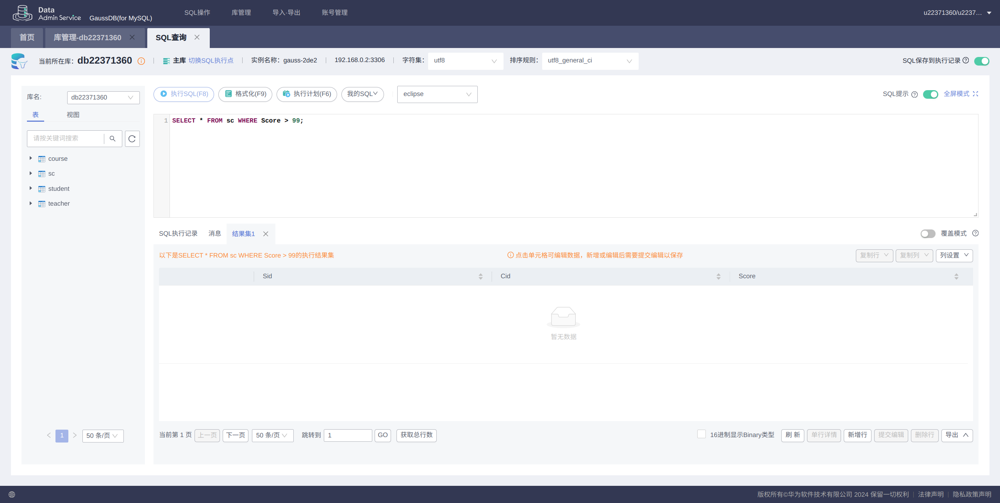 Data
Admin Service GaussDB(for MySQL) SQL操作 库管理 导入·导出 账号管理 u22371360/u2237...
首页 库管理-db22371360 SQL查询
当前所在库: db22371360 主库 切换SQL执行点 实例名称: gauss-2de2 192.168.0.2:3306 字符集: utf8 排序规则: utf8_general_ci SQL保存到执行记录
库名: db22371360
表 视图
请按关键词搜索
course
sc
student
teacher
1 50 条/页
执行SQL(F8) 格式化(F9) 执行计划(F6) 我的SQL eclipse SQL提示 全屏模式
1 SELECT * FROM sc WHERE Score > 99;
SQL执行记录 消息 结果集1 覆盖模式
以下是SELECT * FROM sc WHERE Score > 99的执行结果集 点击单元格可编辑数据，新增或编辑后需要提交编辑以保存 复制行 复制列 列设置
Sid Cid Score
暂无数据
当前第 1 页 上一页 下一页 50 条/页 跳转到 1 GO 获取总行数 16进制显示Binary类型 刷 新 单行详情 新增行 提交编辑 删除行 导出
版权所有©华为软件技术有限公司 2024 保留一切权利 法律声明 隐私政策声明